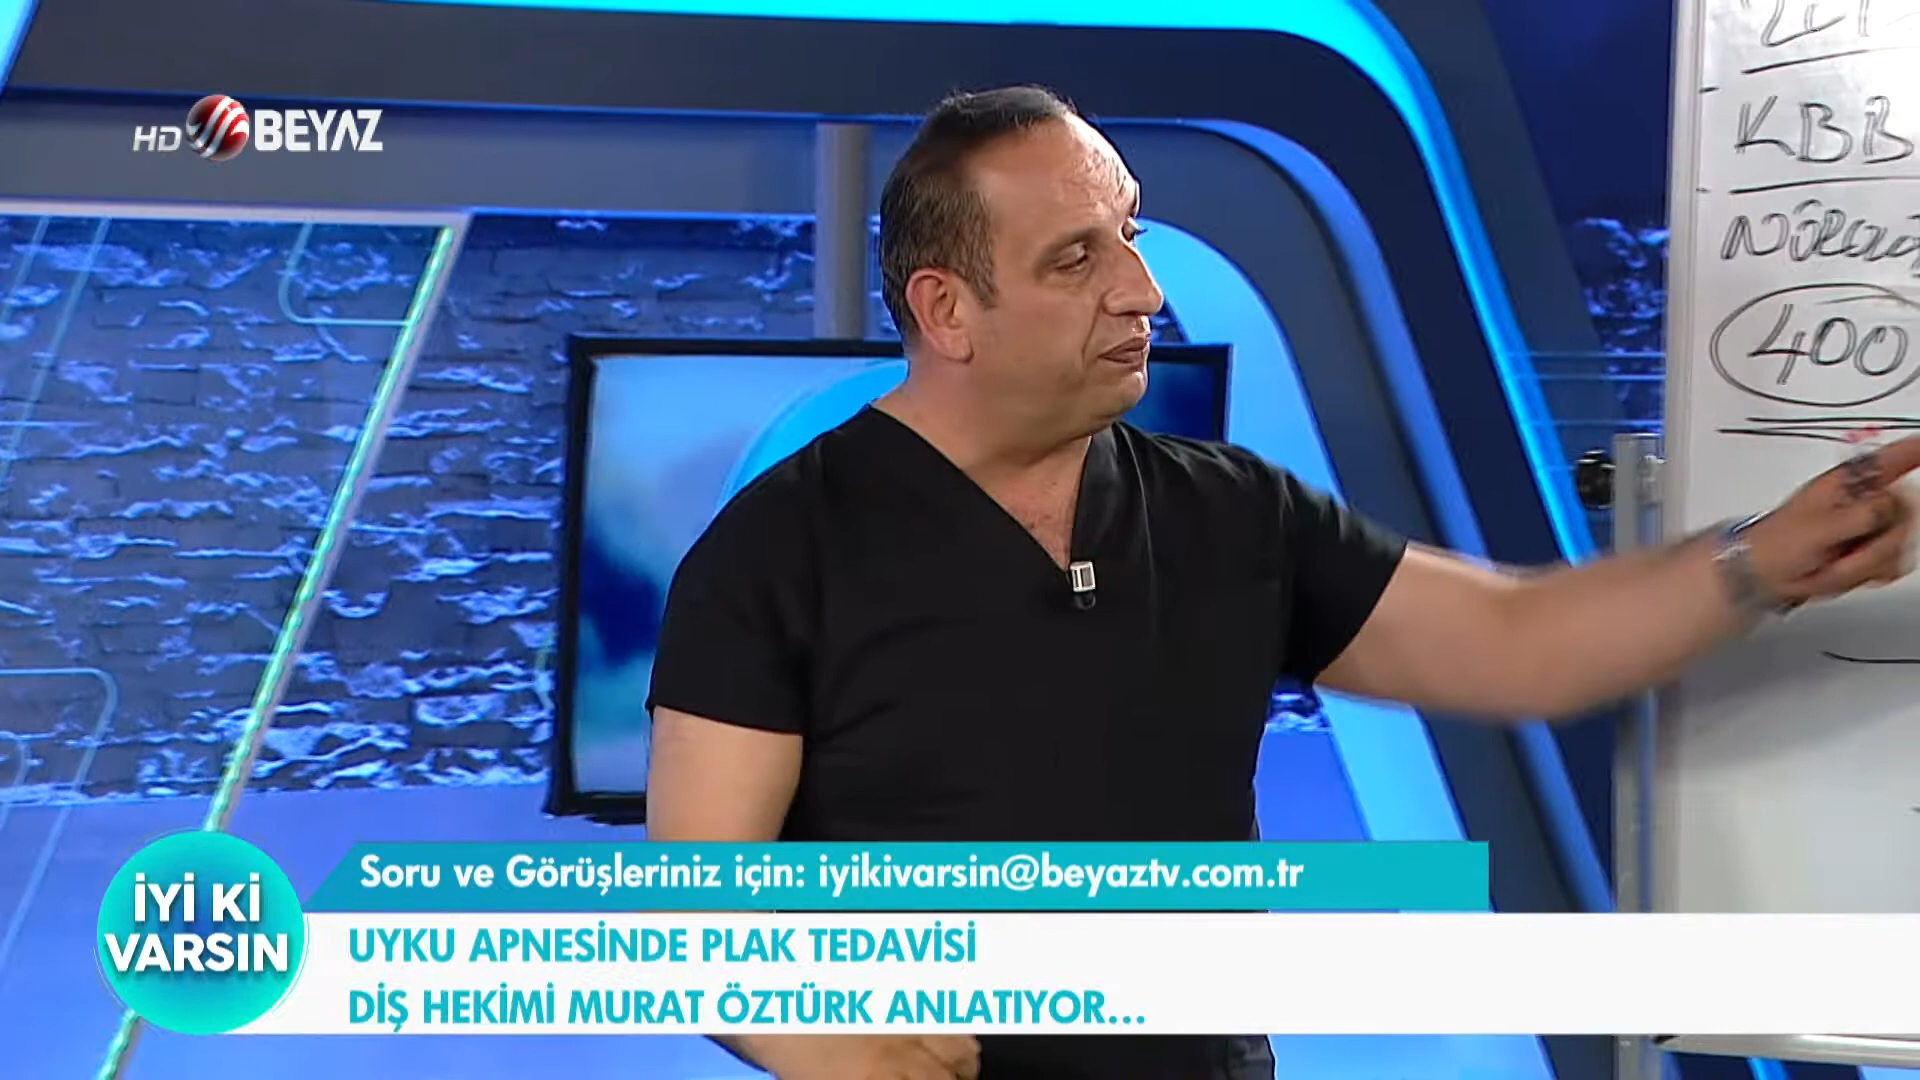 HD BEYAZ
KBB
400
Soru ve Görüşleriniz için: iyikivarsin@beyaztv.com.tr
İYİ Kİ
VARSIN
UYKU APNESİNDE PLAK TEDAVİSİ
DİŞ HEKİMİ MURAT ÖZTÜRK ANLATIYOR...